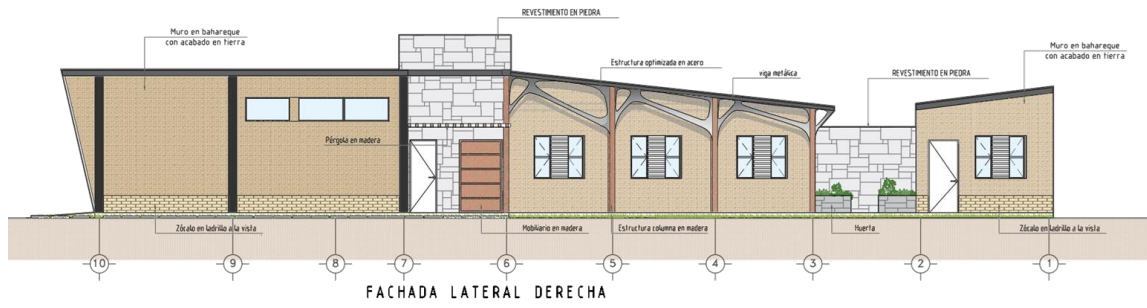 REVESTIMIENTO EN PIEDRA
Muro en bahareque
con acabado en tierra
Muro en bahareque
con acabado en tierra
Estructura optimizada en acero
viga metálica
REVESTIMIENTO EN PIEDRA
Pérgola en madera
Zócalo en ladrillo a la vista
Mobiliario en madera
Estructura columna en madera
Huerta
Zócalo en ladrillo a la vista
10 9 8 7 6 5 4 3 2 1
FACHADA LATERAL DERECHA